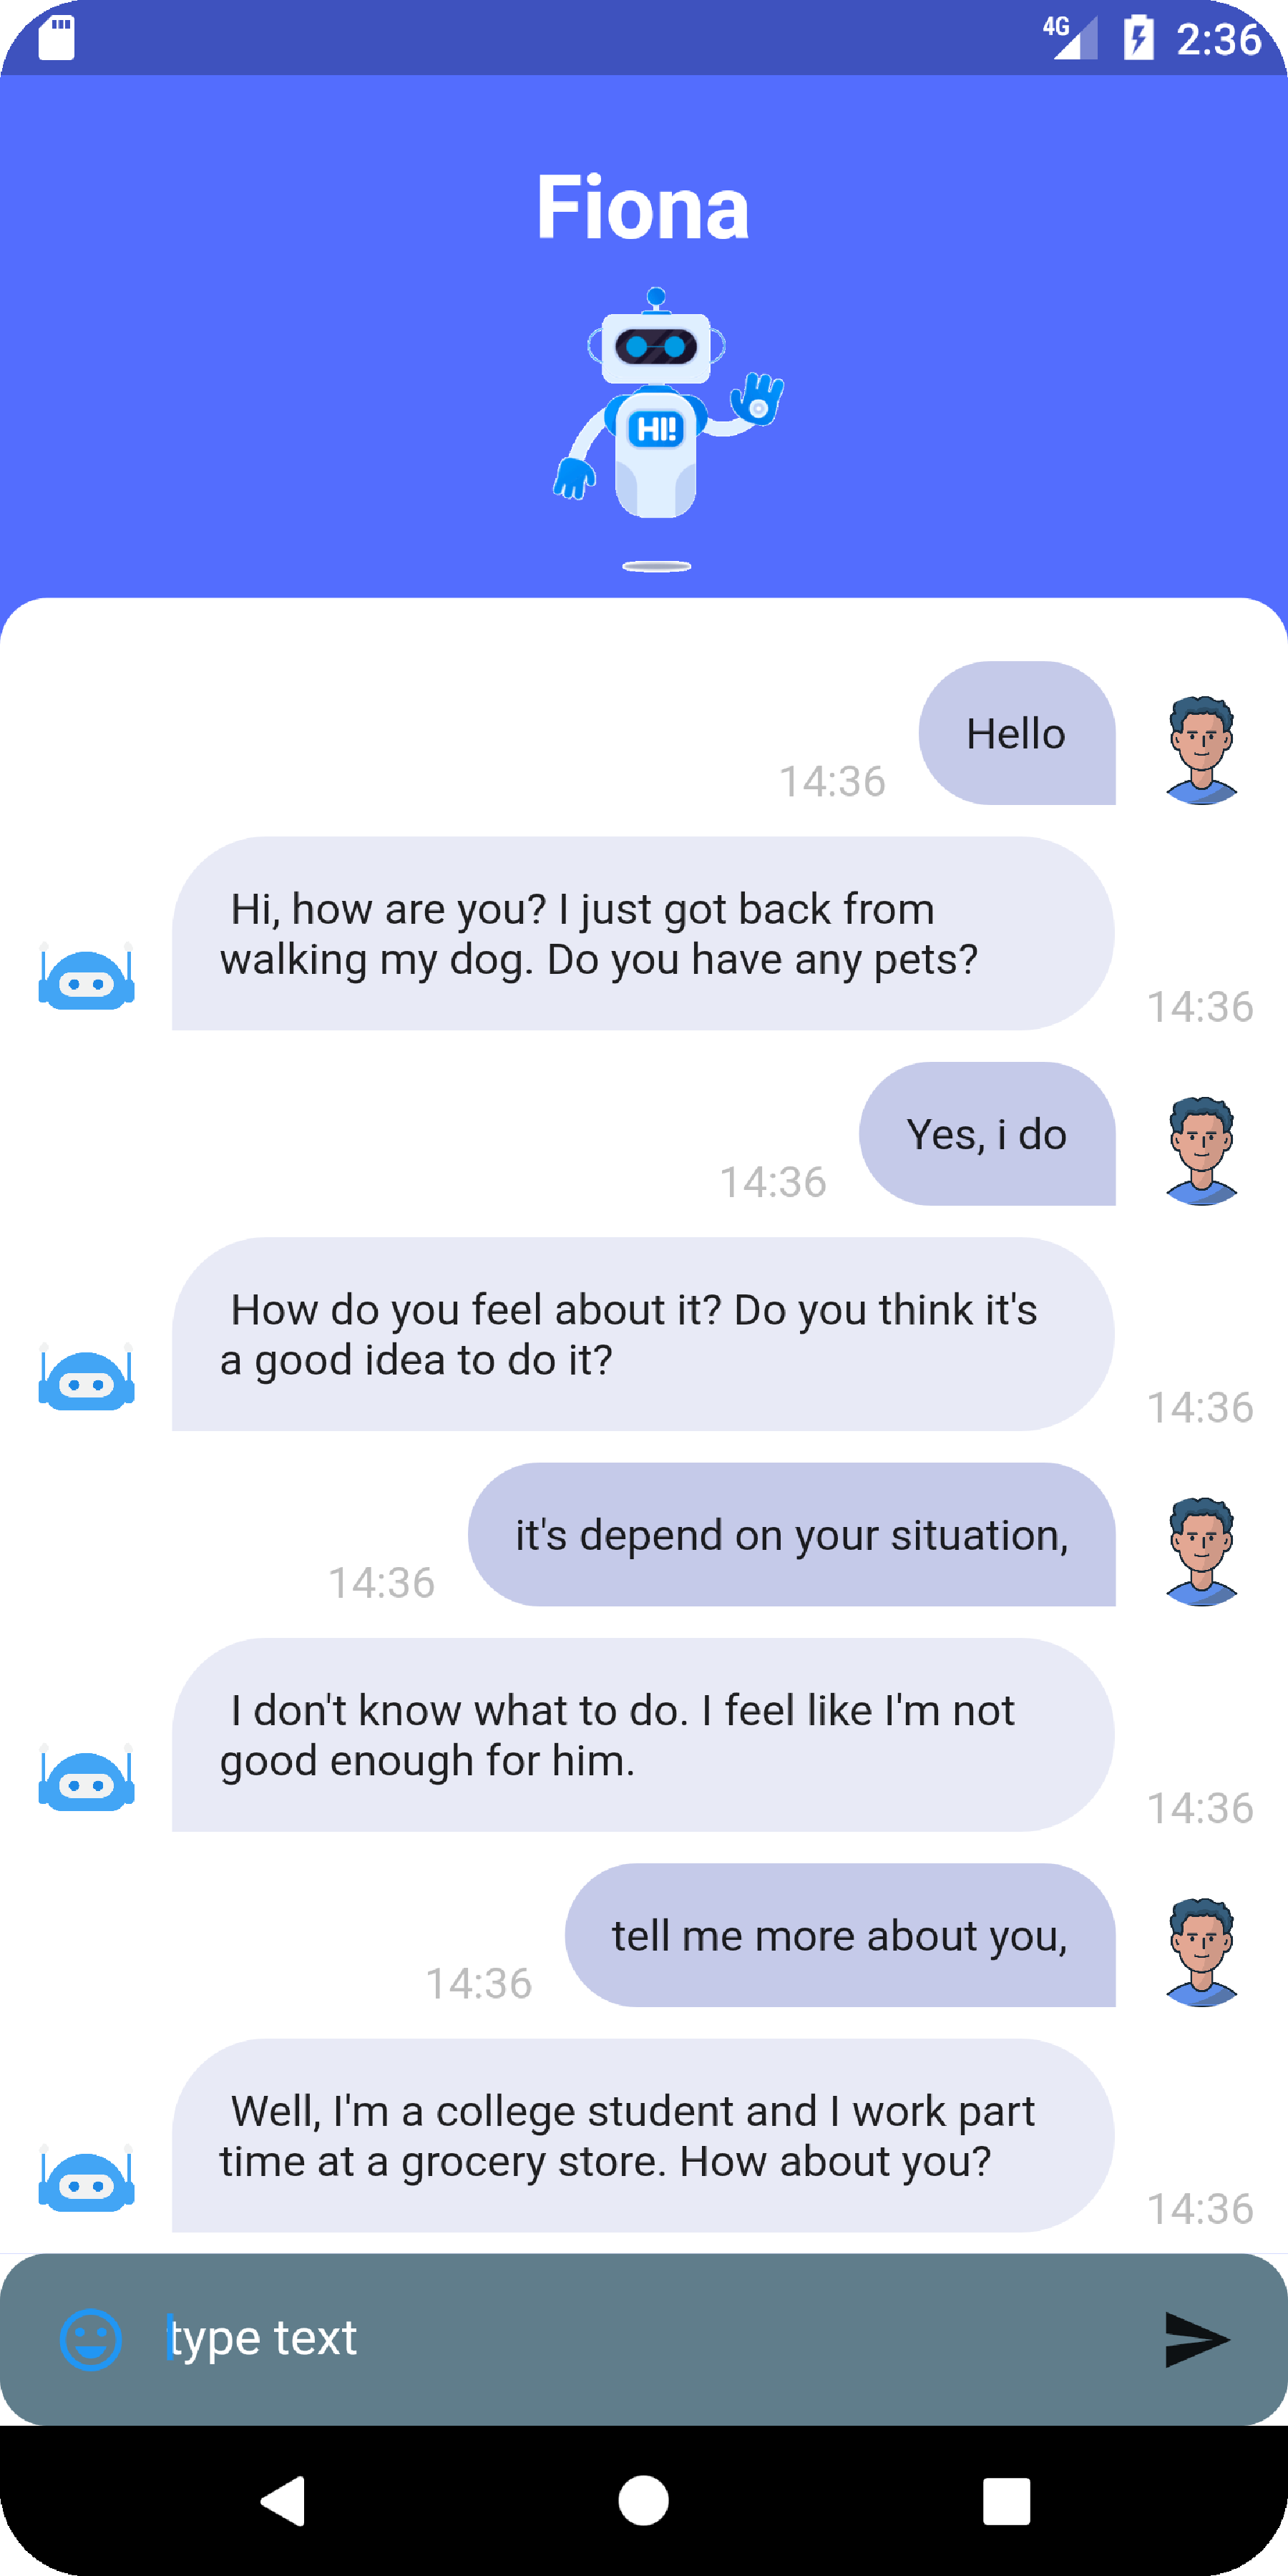 4G 2:36
Fiona
HI!
Hello
14:36
Hi, how are you? I just got back from
walking my dog. Do you have any pets?
14:36
Yes, i do
14:36
How do you feel about it? Do you think it's
a good idea to do it?
14:36
it's depend on your situation,
14:36
I don't know what to do. I feel like I'm not
good enough for him.
14:36
tell me more about you,
14:36
Well, I'm a college student and I work part
time at a grocery store. How about you?
14:36
type text